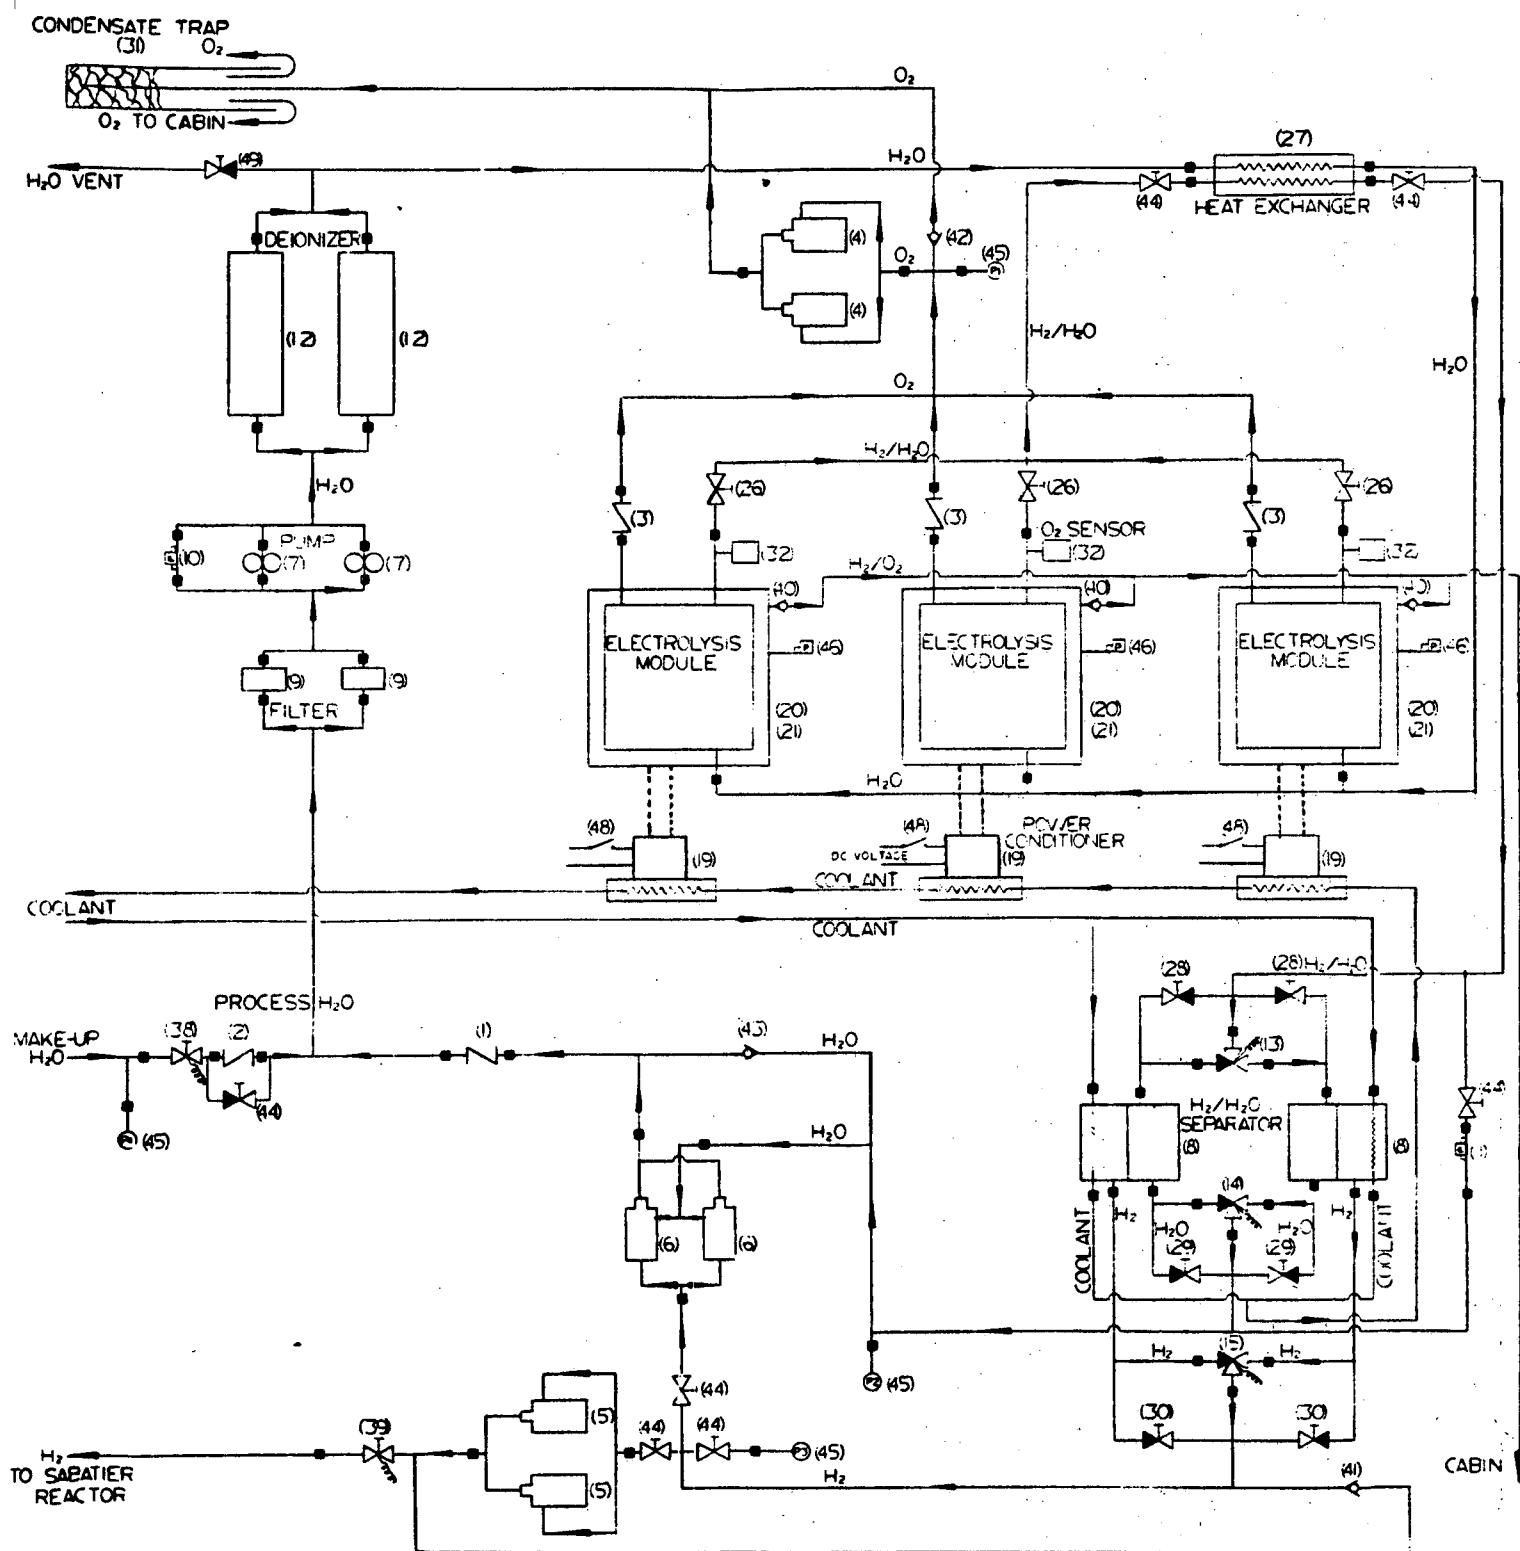 CONDENSATE TRAP
(31)
O₂
O₂ TO CABIN
O₂
H₂O VENT
(49)
H₂O
(27)
(44)
HEAT EXCHANGER
DEIONIZER
(12)
(12)
(4)
(4)
O₂
(42)
(45)
H₂/H₂O
H₂O
O₂
H₂/H₂O
H₂O
(26)
(26)
(26)
(3)
(3)
(3)
O₂ SENSOR
(32)
(32)
(32)
H₂/O₂
PUMP
(10)
(7)
(7)
(40)
(40)
(40)
ELECTROLYSIS
MODULE
ELECTROLYSIS
MODULE
ELECTROLYSIS
MODULE
(46)
(46)
(46)
(9)
(9)
FILTER
(20)
(21)
(20)
(21)
(20)
(21)
H₂O
(48)
(48)
(48)
POWER
CONDITIONER
DC VOLTAGE
(19)
(19)
(19)
COOLANT
COOLANT
COOLANT
(28)
(28)
H₂/H₂O
PROCESS H₂O
MAKE-UP
H₂O
(38)
(2)
(1)
(43)
H₂O
(13)
(44)
(44)
(45)
H₂O
H₂/H₂O
SEPARATOR
(8)
(8)
(14)
H₂
H₂O
H₂O
H₂
(6)
(6)
(29)
(29)
COOLANT
COOLANT
(15)
H₂
H₂
P2
(45)
(44)
(5)
(39)
(44)
(44)
P3
(45)
(30)
(30)
H₂
TO SABATIER
REACTOR
(5)
H₂
(41)
CABIN